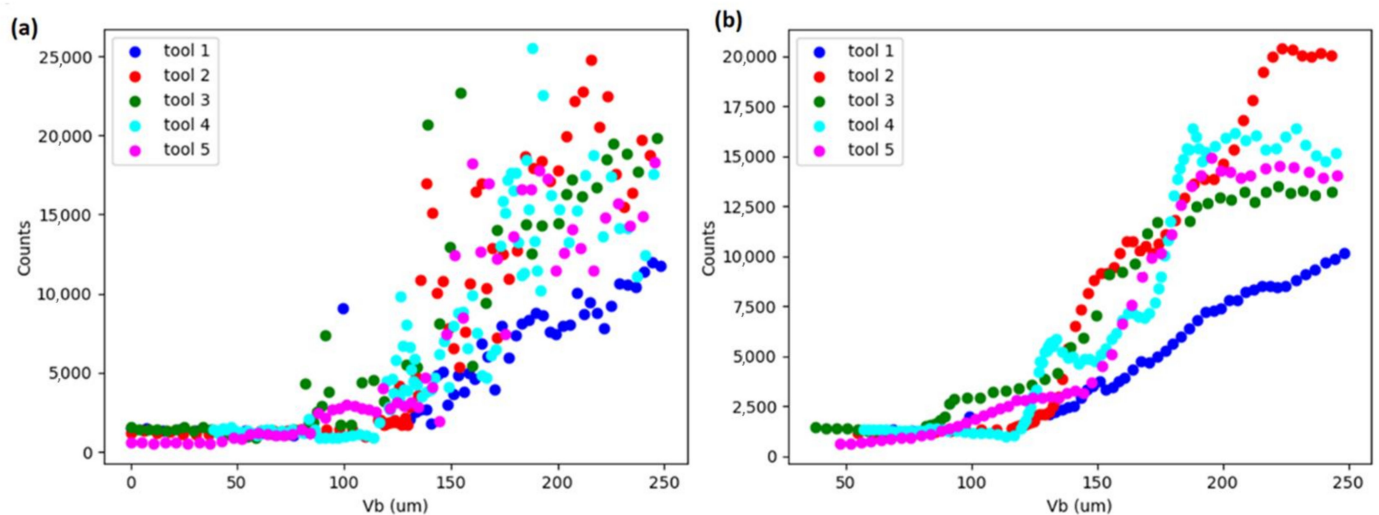 (a)
25,000
20,000
15,000
10,000
5,000
0
Counts
0 50 100 150 200 250
Vb (um)
tool 1
tool 2
tool 3
tool 4
tool 5
(b)
20,000
17,500
15,000
12,500
10,000
7,500
5,000
2,500
0
Counts
50 100 150 200 250
Vb (um)
tool 1
tool 2
tool 3
tool 4
tool 5